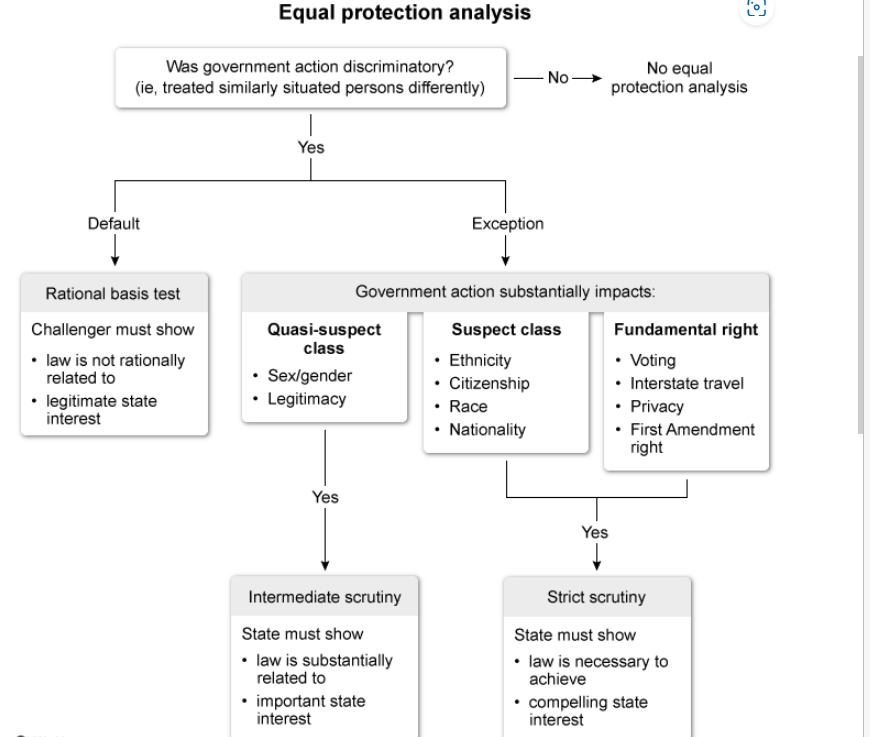 Equal protection analysis
Was government action discriminatory?
(ie, treated similarly situated persons differently)
No
No equal
protection analysis
Yes
Default
Exception
Rational basis test
Challenger must show
• law is not rationally
related to
• legitimate state
interest
Government action substantially impacts:
Quasi-suspect
class
• Sex/gender
• Legitimacy
Suspect class
• Ethnicity
• Citizenship
• Race
• Nationality
Fundamental right
• Voting
• Interstate travel
• Privacy
• First Amendment
right
Yes
Yes
Intermediate scrutiny
State must show
• law is substantially
related to
• important state
interest
Strict scrutiny
State must show
• law is necessary to
achieve
• compelling state
interest